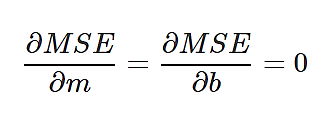 ∂MSE/∂m = ∂MSE/∂b = 0